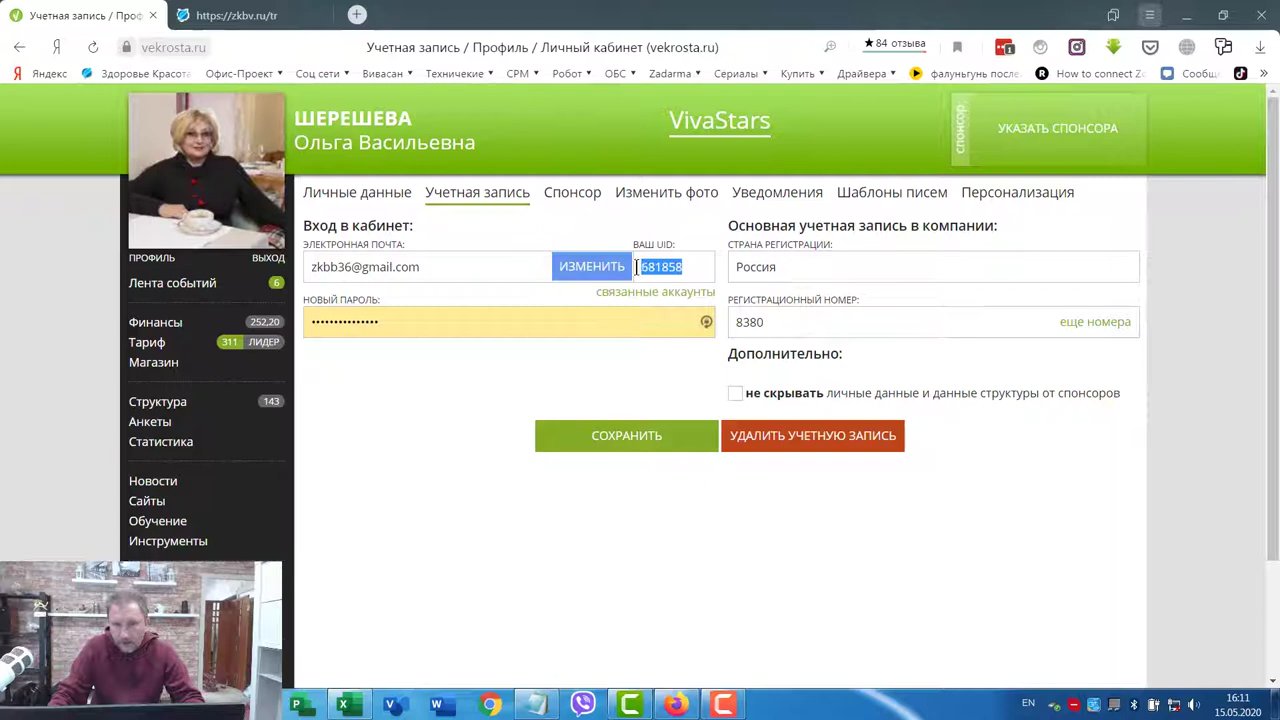 Учетная запись / Проф
https://zkbv.ru/tr
vekrosta.ru
Учетная запись / Профиль / Личный кабинет (vekrosta.ru)
★ 84 отзыва
Яндекс
Здоровье Красота
Офис-Проект
Соц сети
Вивасан
Техничекие
СРМ
Робот
ОБС
Zadarma
Сериалы
Купить
Драйвера
фалуньгунь после
How to connect Z
Сообщ
ШЕРЕШЕВА
Ольга Васильевна
VivaStars
спонсор
УКАЗАТЬ СПОНСОРА
ПРОФИЛЬ
ВЫХОД
Лента событий 6
Финансы 252,20
Тариф 311 ЛИДЕР
Магазин
Структура 143
Анкеты
Статистика
Новости
Сайты
Обучение
Инструменты
Личные данные
Учетная запись
Спонсор
Изменить фото
Уведомления
Шаблоны писем
Персонализация
Вход в кабинет:
ЭЛЕКТРОННАЯ ПОЧТА:
ВАШ UID:
zkbb36@gmail.com
ИЗМЕНИТЬ
681858
связанные аккаунты
НОВЫЙ ПАРОЛЬ:
•••••••••••••••
Основная учетная запись в компании:
СТРАНА РЕГИСТРАЦИИ:
Россия
РЕГИСТРАЦИОННЫЙ НОМЕР:
8380
еще номера
Дополнительно:
не скрывать личные данные и данные структуры от спонсоров
СОХРАНИТЬ
УДАЛИТЬ УЧЕТНУЮ ЗАПИСЬ
EN
16:11
15.05.2020